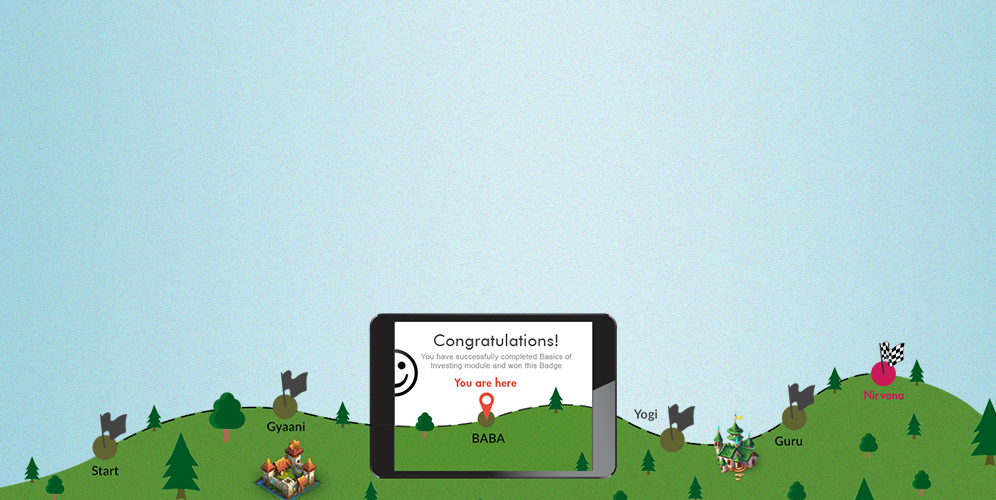 Congratulations!
You have successfully completed Basics of
Investing module and won this Badge
You are here
BABA
Start
Gyaani
Yogi
Guru
Nirvana